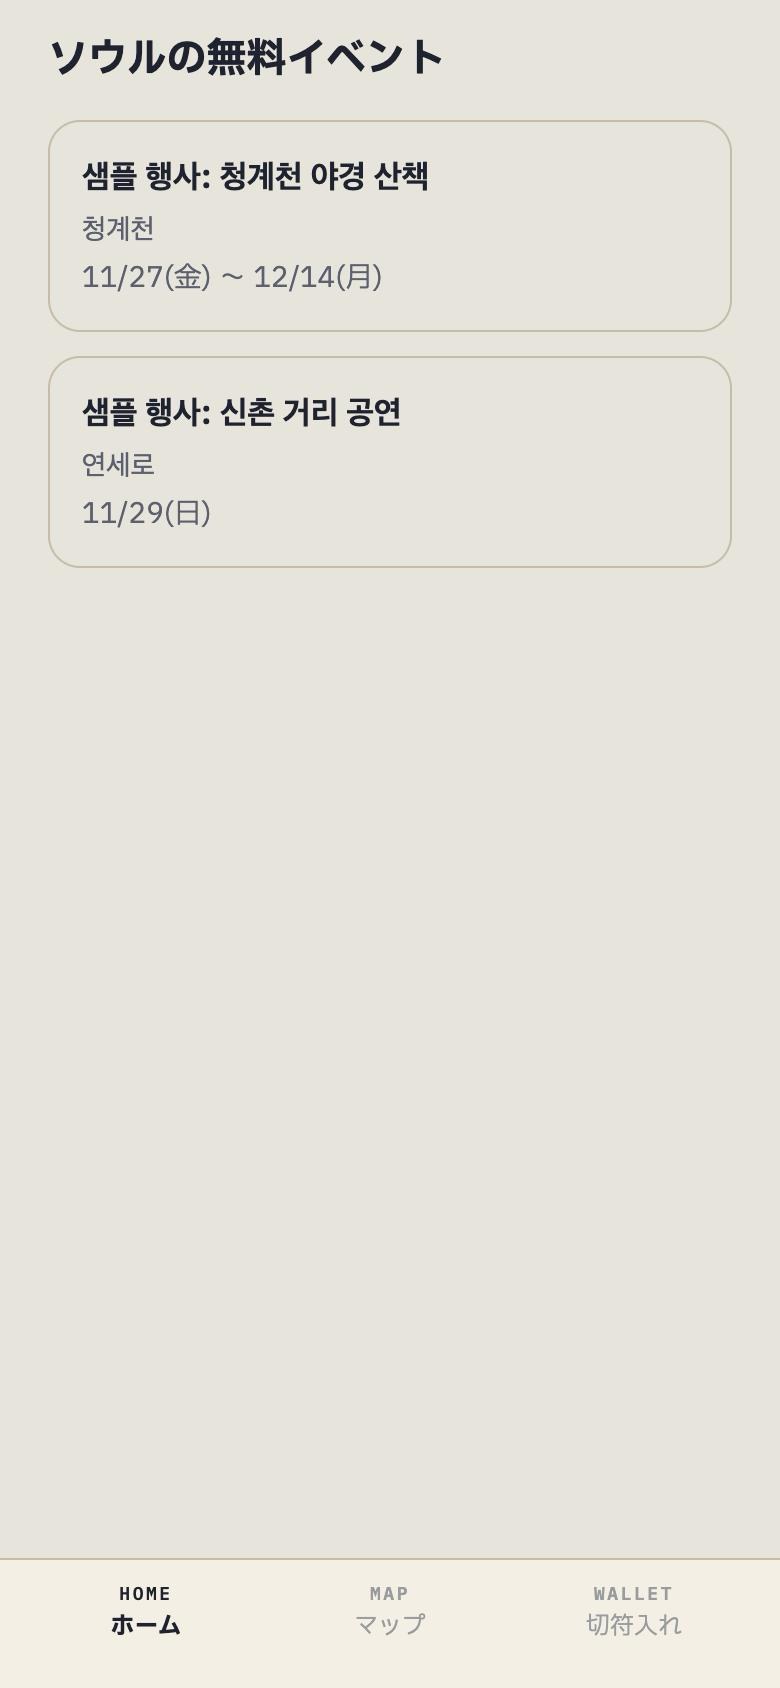 ソウルの無料イベント
샘플 행사: 청계천 야경 산책
청계천
11/27(金) 〜 12/14(月)
샘플 행사: 신촌 거리 공연
연세로
11/29(日)
HOME
ホーム
MAP
マップ
WALLET
切符入れ